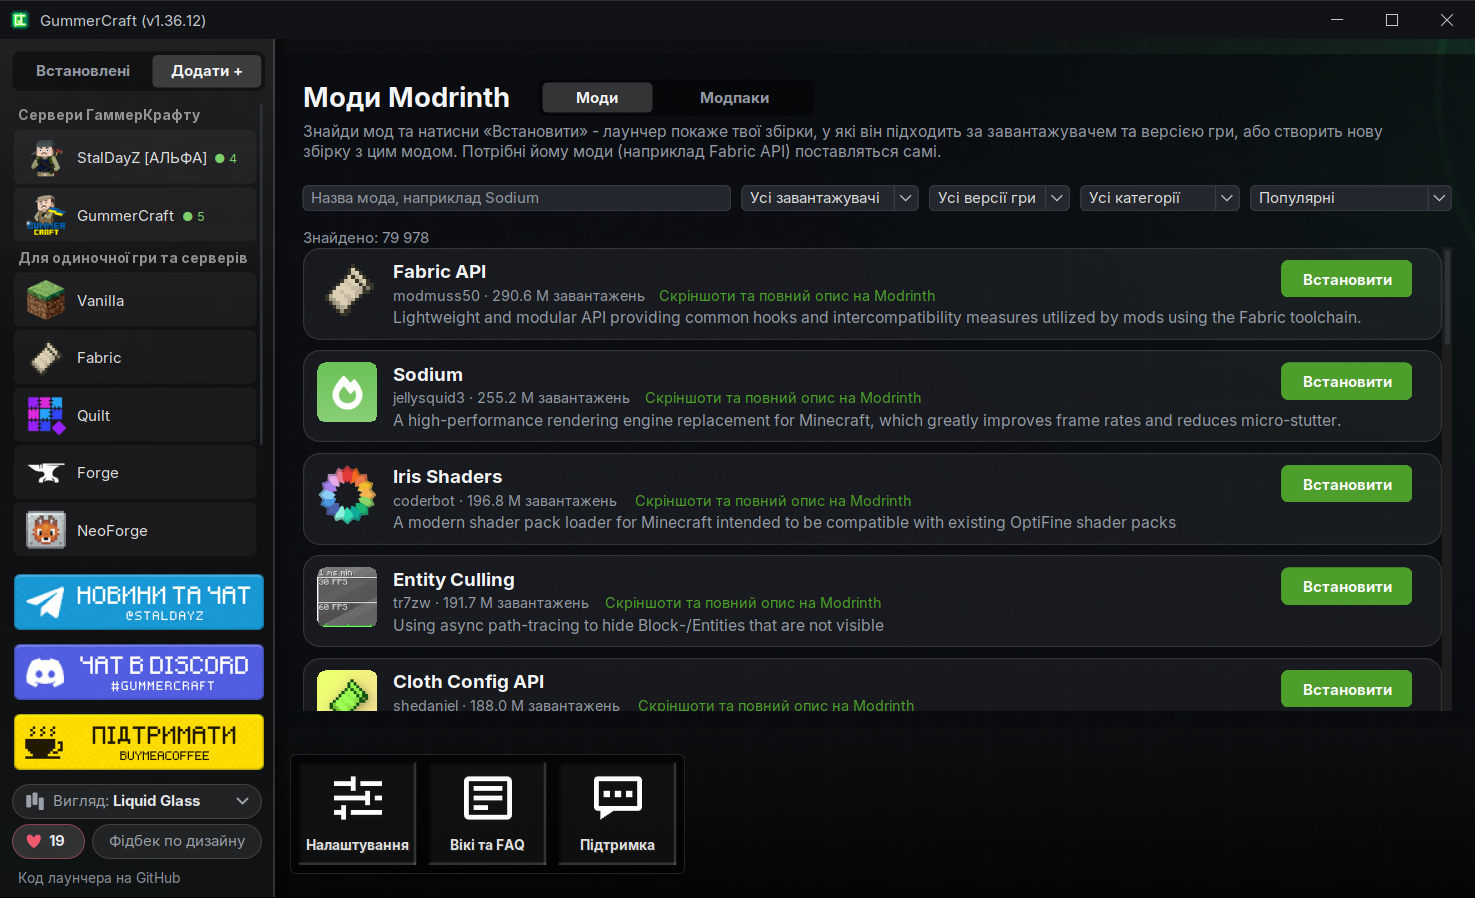 GummerCraft (v1.36.12)
Встановлені
Додати +
Сервери ГаммерКрафту
StalDayZ [АЛЬФА] 4
GummerCraft 5
Для одиночної гри та серверів
Vanilla
Fabric
Quilt
Forge
NeoForge
НОВИНИ ТА ЧАТ
@STALDAYZ
ЧАТ В DISCORD
#GUMMERCRAFT
ПІДТРИМАТИ
BUYMEACOFFEE
Вигляд: Liquid Glass
19
Фідбек по дизайну
Код лаунчера на GitHub
Моди Modrinth
Моди
Модпаки
Знайди мод та натисни «Встановити» - лаунчер покаже твої збірки, у які він підходить за завантажувачем та версією гри, або створить нову
збірку з цим модом. Потрібні йому моди (наприклад Fabric API) поставляться самі.
Назва мода, наприклад Sodium
Усі завантажувачі
Усі версії гри
Усі категорії
Популярні
Знайдено: 79 978
Fabric API
modmuss50 · 290.6 M завантажень Скріншоти та повний опис на Modrinth
Lightweight and modular API providing common hooks and intercompatibility measures utilized by mods using the Fabric toolchain.
Встановити
Sodium
jellysquid3 · 255.2 M завантажень Скріншоти та повний опис на Modrinth
A high-performance rendering engine replacement for Minecraft, which greatly improves frame rates and reduces micro-stutter.
Встановити
Iris Shaders
coderbot · 196.8 M завантажень Скріншоти та повний опис на Modrinth
A modern shader pack loader for Minecraft intended to be compatible with existing OptiFine shader packs
Встановити
1 ms min
30 FPS
60 FPS
Entity Culling
tr7zw · 191.7 M завантажень Скріншоти та повний опис на Modrinth
Using async path-tracing to hide Block-/Entities that are not visible
Встановити
Cloth Config API
shedaniel · 188.0 M завантажень Скріншоти та повний опис на Modrinth
Встановити
Налаштування
Вікі та FAQ
Підтримка